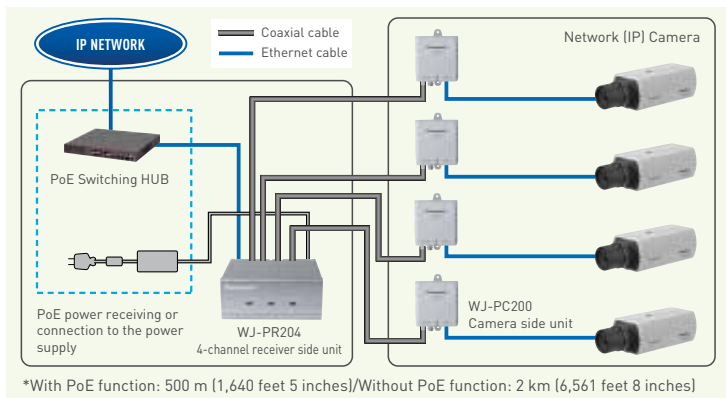 IP NETWORK
Coaxial cable
Ethernet cable
Network (IP) Camera
PoE Switching HUB
PoE power receiving or
connection to the power
supply
WJ-PR204
4-channel receiver side unit
WJ-PC200
Camera side unit
*With PoE function: 500 m (1,640 feet 5 inches)/Without PoE function: 2 km (6,561 feet 8 inches)